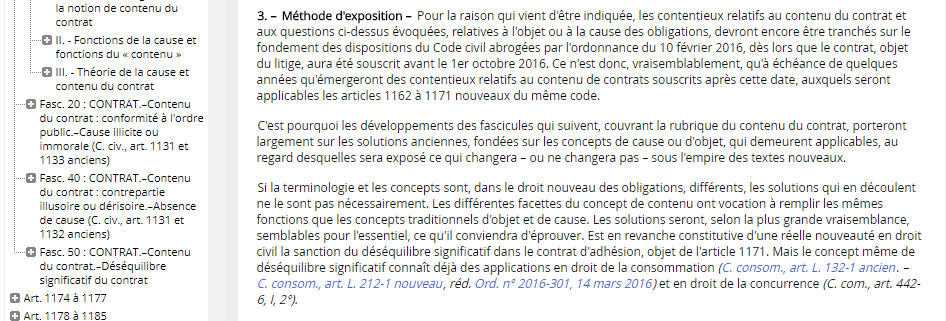 la notion de contenu du
contrat
II. - Fonctions de la cause et
fonctions du « contenu »
III. - Théorie de la cause et
contenu du contrat
Fasc. 20 : CONTRAT.–Contenu
du contrat : conformité à l'ordre
public.–Cause illicite ou
immorale (C. civ., art. 1131 et
1133 anciens)
Fasc. 40 : CONTRAT.–Contenu
du contrat : contrepartie
illusoire ou dérisoire.–Absence
de cause (C. civ., art. 1131 et
1132 anciens)
Fasc. 50 : CONTRAT.–Contenu
du contrat.–Déséquilibre
significatif du contrat
Art. 1174 à 1177
Art. 1178 à 1185
3. – Méthode d'exposition – Pour la raison qui vient d'être indiquée, les contentieux relatifs au contenu du contrat et
aux questions ci-dessus évoquées, relatives à l'objet ou à la cause des obligations, devront encore être tranchés sur le
fondement des dispositions du Code civil abrogées par l'ordonnance du 10 février 2016, dès lors que le contrat, objet
du litige, aura été souscrit avant le 1er octobre 2016. Ce n'est donc, vraisemblablement, qu'à échéance de quelques
années qu'émergeront des contentieux relatifs au contenu de contrats souscrits après cette date, auxquels seront
applicables les articles 1162 à 1171 nouveaux du même code.
C'est pourquoi les développements des fascicules qui suivent, couvrant la rubrique du contenu du contrat, porteront
largement sur les solutions anciennes, fondées sur les concepts de cause ou d'objet, qui demeurent applicables, au
regard desquelles sera exposé ce qui changera – ou ne changera pas – sous l'empire des textes nouveaux.
Si la terminologie et les concepts sont, dans le droit nouveau des obligations, différents, les solutions qui en découlent
ne le sont pas nécessairement. Les différentes facettes du concept de contenu ont vocation à remplir les mêmes
fonctions que les concepts traditionnels d'objet et de cause. Les solutions seront, selon la plus grande vraisemblance,
semblables pour l'essentiel, ce qu'il conviendra d'éprouver. Est en revanche constitutive d'une réelle nouveauté en droit
civil la sanction du déséquilibre significatif dans le contrat d'adhésion, objet de l'article 1171. Mais le concept même de
déséquilibre significatif connaît déjà des applications en droit de la consommation (C. consom., art. L. 132-1 ancien. –
C. consom., art. L. 212-1 nouveau, réd. Ord. n° 2016-301, 14 mars 2016) et en droit de la concurrence (C. com., art. 442-
6, I, 2°).